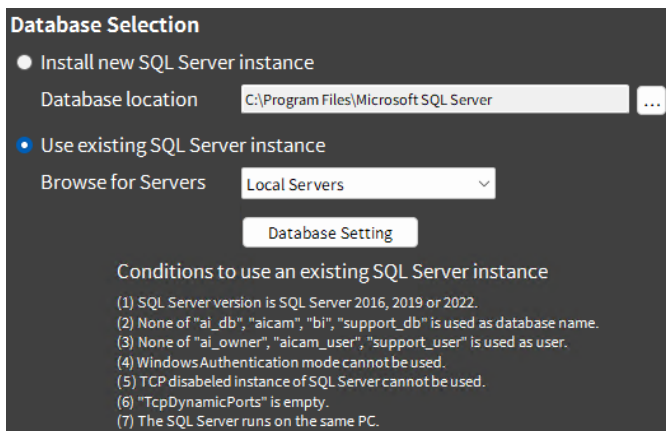 Database Selection
Install new SQL Server instance
Database location C:\Program Files\Microsoft SQL Server ...
Use existing SQL Server instance
Browse for Servers Local Servers
Database Setting
Conditions to use an existing SQL Server instance
(1) SQL Server version is SQL Server 2016, 2019 or 2022.
(2) None of "ai_db", "aicam", "bi", "support_db" is used as database name.
(3) None of "ai_owner", "aicam_user", "support_user" is used as user.
(4) Windows Authentication mode cannot be used.
(5) TCP disabeled instance of SQL Server cannot be used.
(6) "TcpDynamicPorts" is empty.
(7) The SQL Server runs on the same PC.